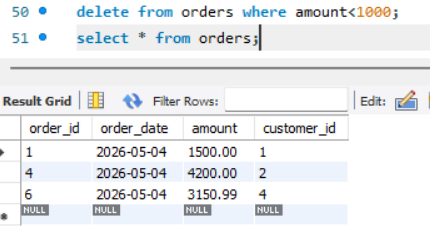 50 delete from orders where amount<1000;
51 select * from orders;
Result Grid Filter Rows: Edit:
order_id order_date amount customer_id
1 2026-05-04 1500.00 1
4 2026-05-04 4200.00 2
6 2026-05-04 3150.99 4
NULL NULL NULL NULL